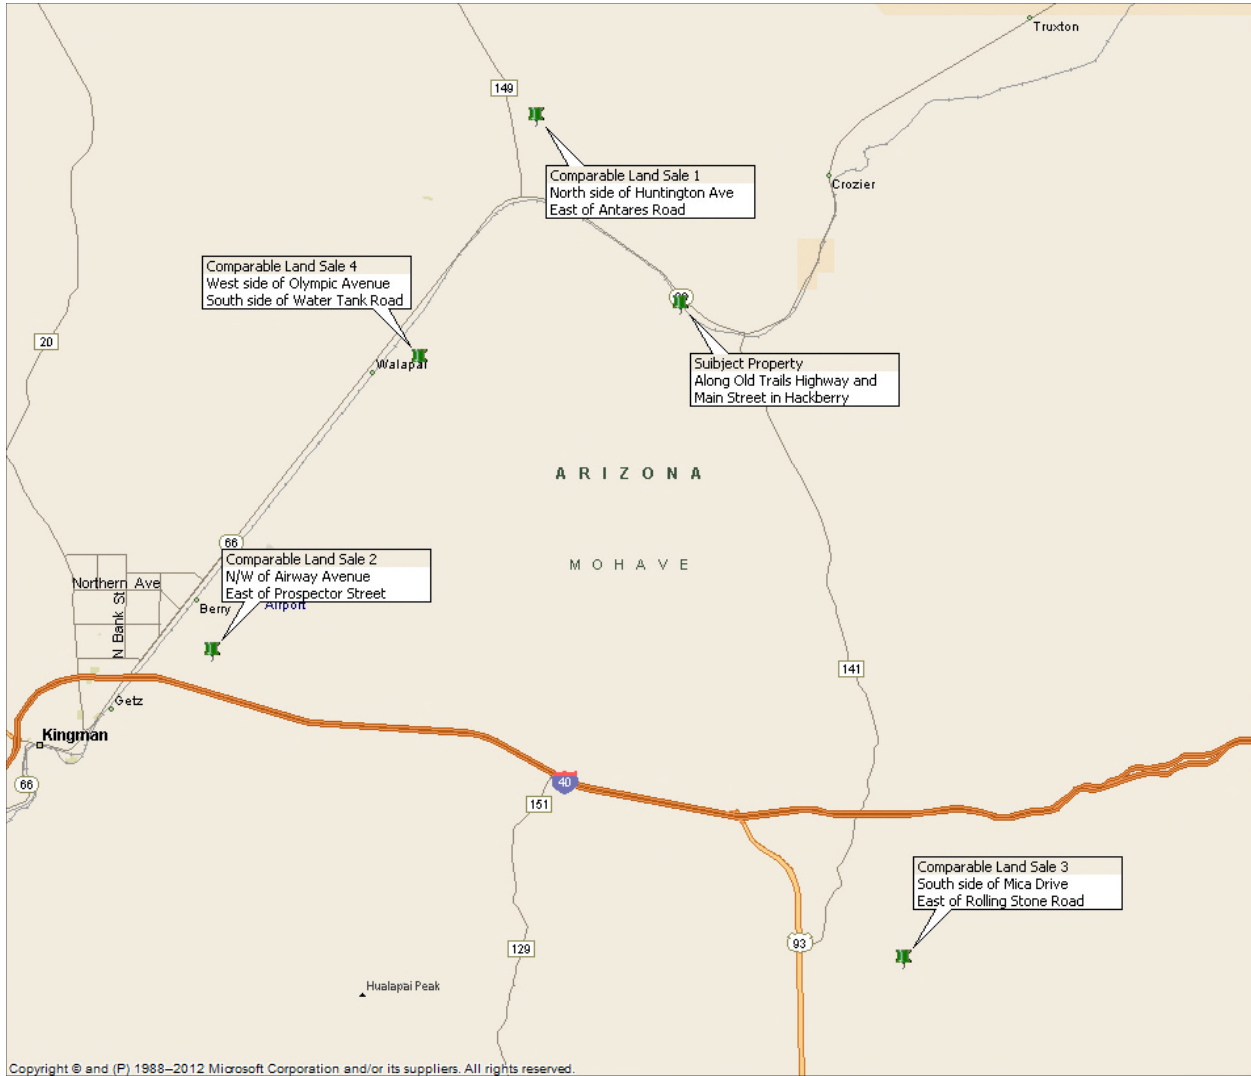 Truxton
149
Comparable Land Sale 1
North side of Huntington Ave
East of Antares Road
Crozier
Comparable Land Sale 4
West side of Olympic Avenue
South side of Water Tank Road
20
Walapai
Suibject Property
Along Old Trails Highway and
Main Street in Hackberry
ARIZONA
MOHAVE
66
Comparable Land Sale 2
N/W of Airway Avenue
East of Prospector Street
Northern Ave
N Bank St
Berry
Airport
141
Getz
Kingman
66
40
151
Comparable Land Sale 3
South side of Mica Drive
East of Rolling Stone Road
93
129
Hualapai Peak
Copyright © and (P) 1988–2012 Microsoft Corporation and/or its suppliers. All rights reserved.